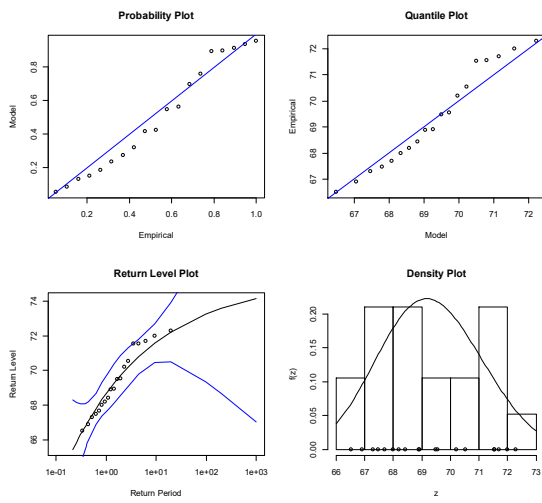 Probability Plot
Model
0.2 0.4 0.6 0.8
0.2 0.4 0.6 0.8 1.0
Empirical
Quantile Plot
Empirical
67 68 69 70 71 72
67 68 69 70 71 72
Model
Return Level Plot
Return Level
66 68 70 72 74
1e-01 1e+00 1e+01 1e+02 1e+03
Return Period
Density Plot
f(z)
0.00 0.05 0.10 0.15 0.20
66 67 68 69 70 71 72 73
z